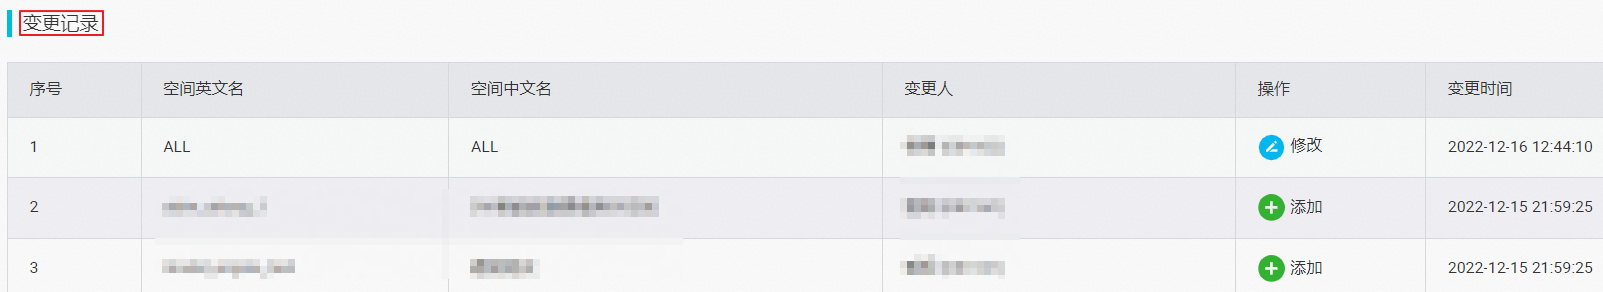 变更记录
序号 空间英文名 空间中文名 变更人 操作 变更时间
1 ALL ALL 修改 2022-12-16 12:44:10
2 添加 2022-12-15 21:59:25
3 添加 2022-12-15 21:59:25